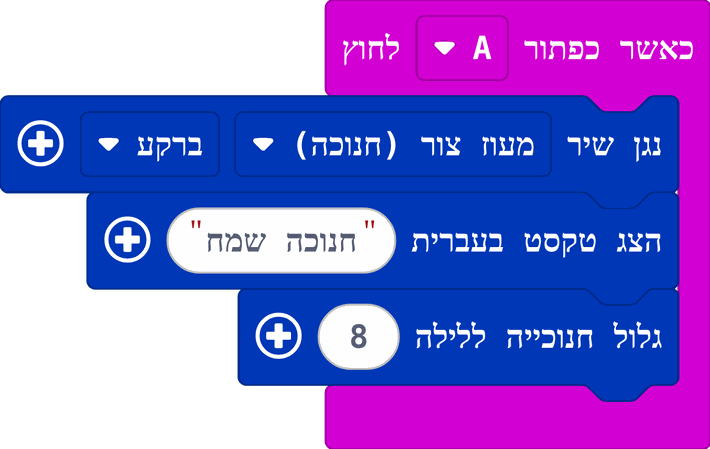 כאשר כפתור A לחוץ
נגן שיר מעוז צור (חנוכה) ברקע
הצג טקסט בעברית "חנוכה שמח"
גלול חנוכייה ללילה 8